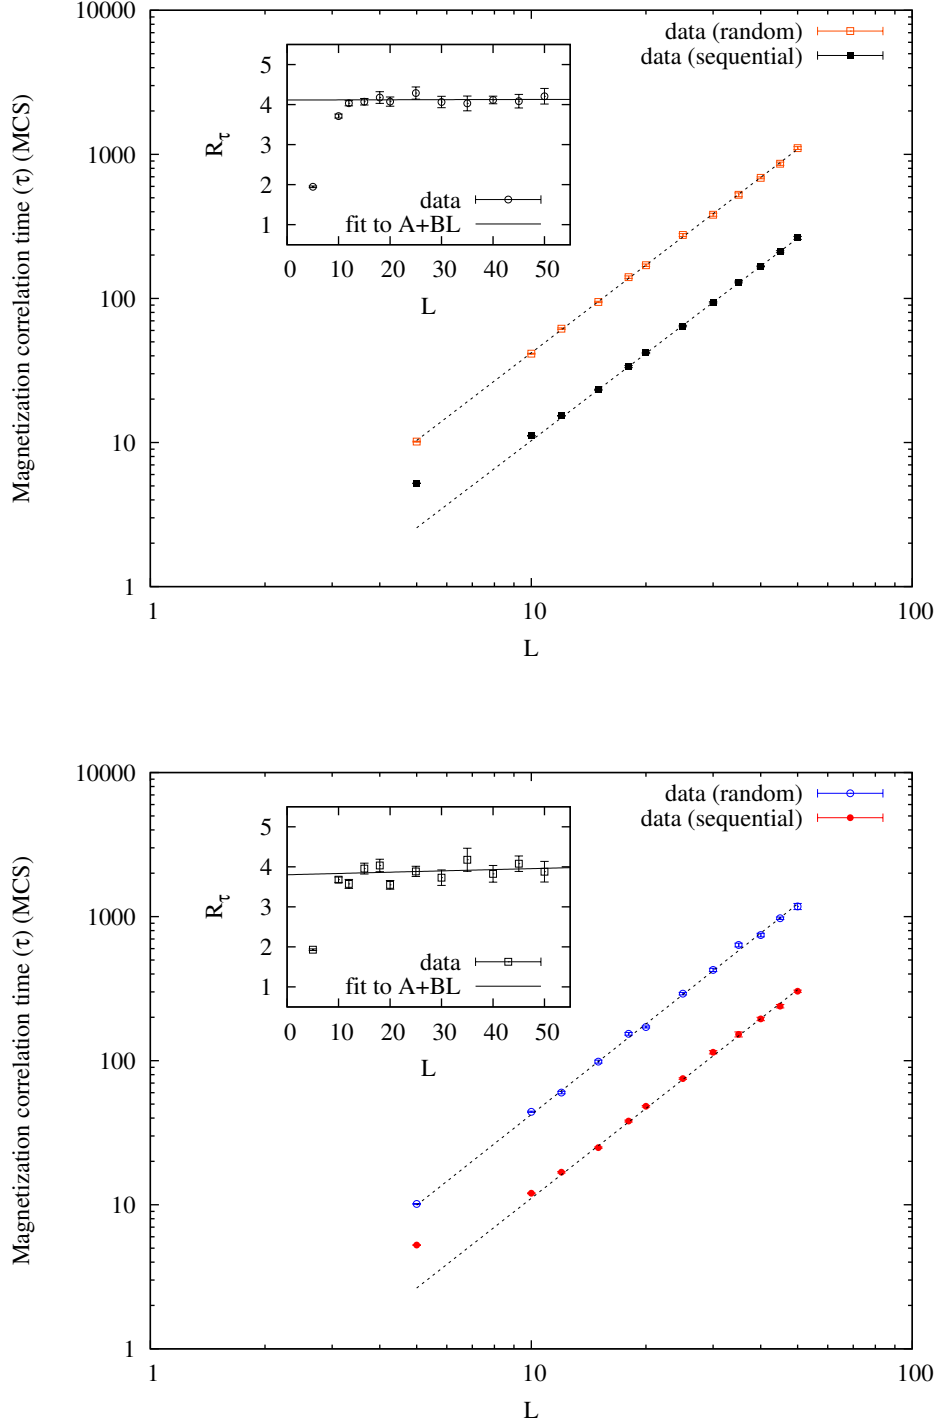 10000
1000
100
10
1
1
10
100
Magnetization correlation time (τ) (MCS)
L
data (random)
data (sequential)
5
4
3
2
1
0 10 20 30 40 50
Rτ
L
data
fit to A+BL
10000
1000
100
10
1
1
10
100
Magnetization correlation time (τ) (MCS)
L
data (random)
data (sequential)
5
4
3
2
1
0 10 20 30 40 50
Rτ
L
data
fit to A+BL